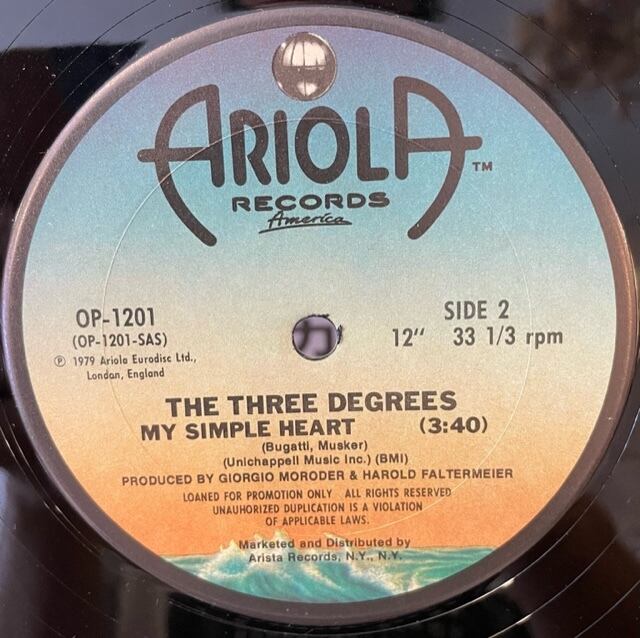 ARIOLA™
RECORDS
America
OP-1201
(OP-1201-SAS)
℗ 1979 Ariola Eurodisc Ltd.,
London, England
SIDE 2
12" 33 1/3 rpm
THE THREE DEGREES
MY SIMPLE HEART (3:40)
(Bugatti, Musker)
(Unichappell Music Inc.) (BMI)
PRODUCED BY GIORGIO MORODER & HAROLD FALTERMEIER
LOANED FOR PROMOTION ONLY ALL RIGHTS RESERVED
UNAUHORIZED DUPLICATION IS A VIOLATION
OF APPLICABLE LAWS.
Marketed and Distributed by
Arista Records, N.Y., N.Y.